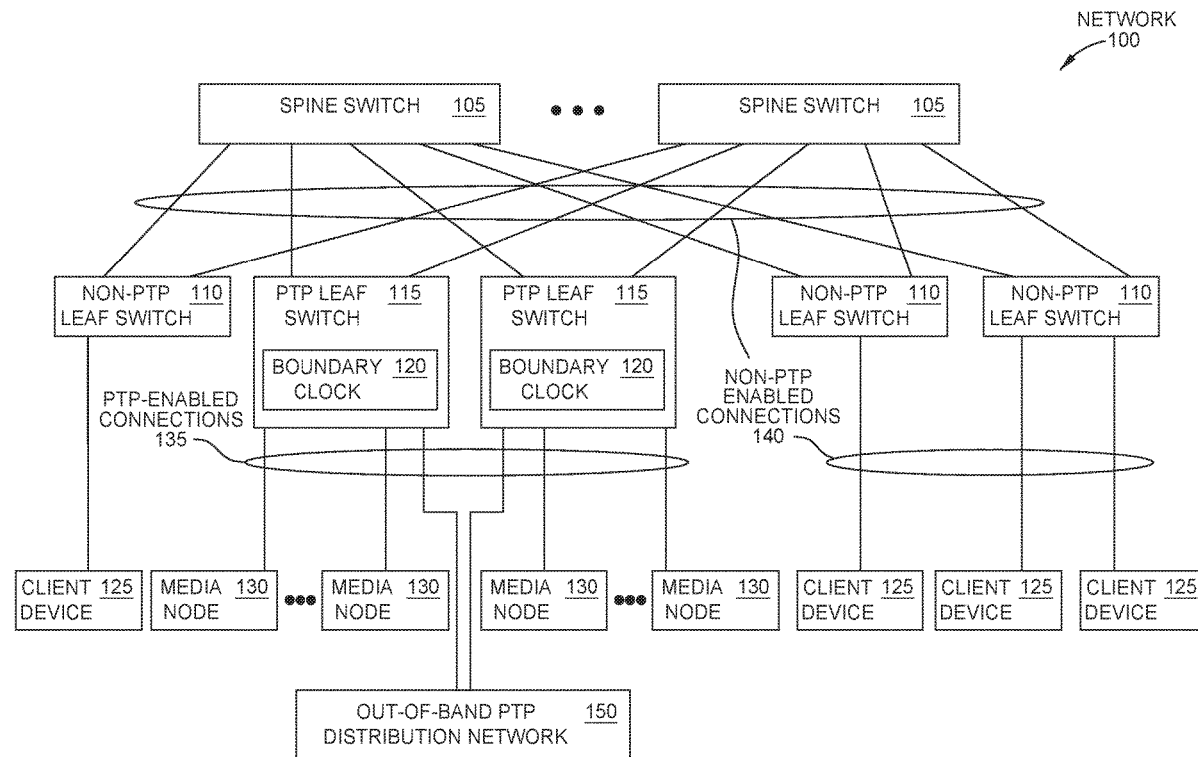 NETWORK
100
SPINE SWITCH 105
SPINE SWITCH 105
NON-PTP 110
LEAF SWITCH
PTP LEAF 115
SWITCH
BOUNDARY 120
CLOCK
PTP LEAF 115
SWITCH
BOUNDARY 120
CLOCK
NON-PTP 110
LEAF SWITCH
NON-PTP 110
LEAF SWITCH
PTP-ENABLED
CONNECTIONS
135
NON-PTP
ENABLED
CONNECTIONS
140
CLIENT 125
DEVICE
MEDIA 130
NODE
MEDIA 130
NODE
MEDIA 130
NODE
MEDIA 130
NODE
CLIENT 125
DEVICE
CLIENT 125
DEVICE
CLIENT 125
DEVICE
OUT-OF-BAND PTP 150
DISTRIBUTION NETWORK